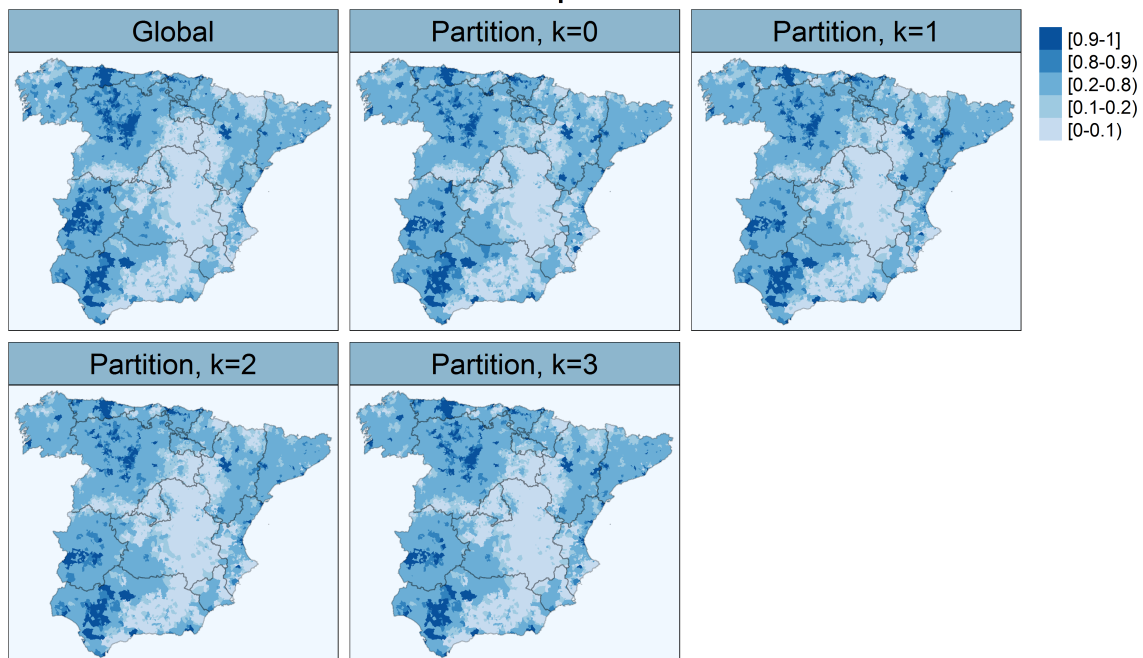 Global
Partition, k=0
Partition, k=1
[0.9-1]
[0.8-0.9)
[0.2-0.8)
[0.1-0.2)
[0-0.1)
Partition, k=2
Partition, k=3